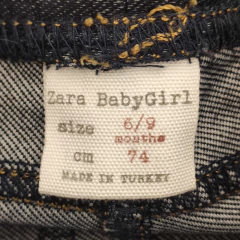 Zara BabyGirl
size 6/9
months
cm 74
MADE IN TURKEY